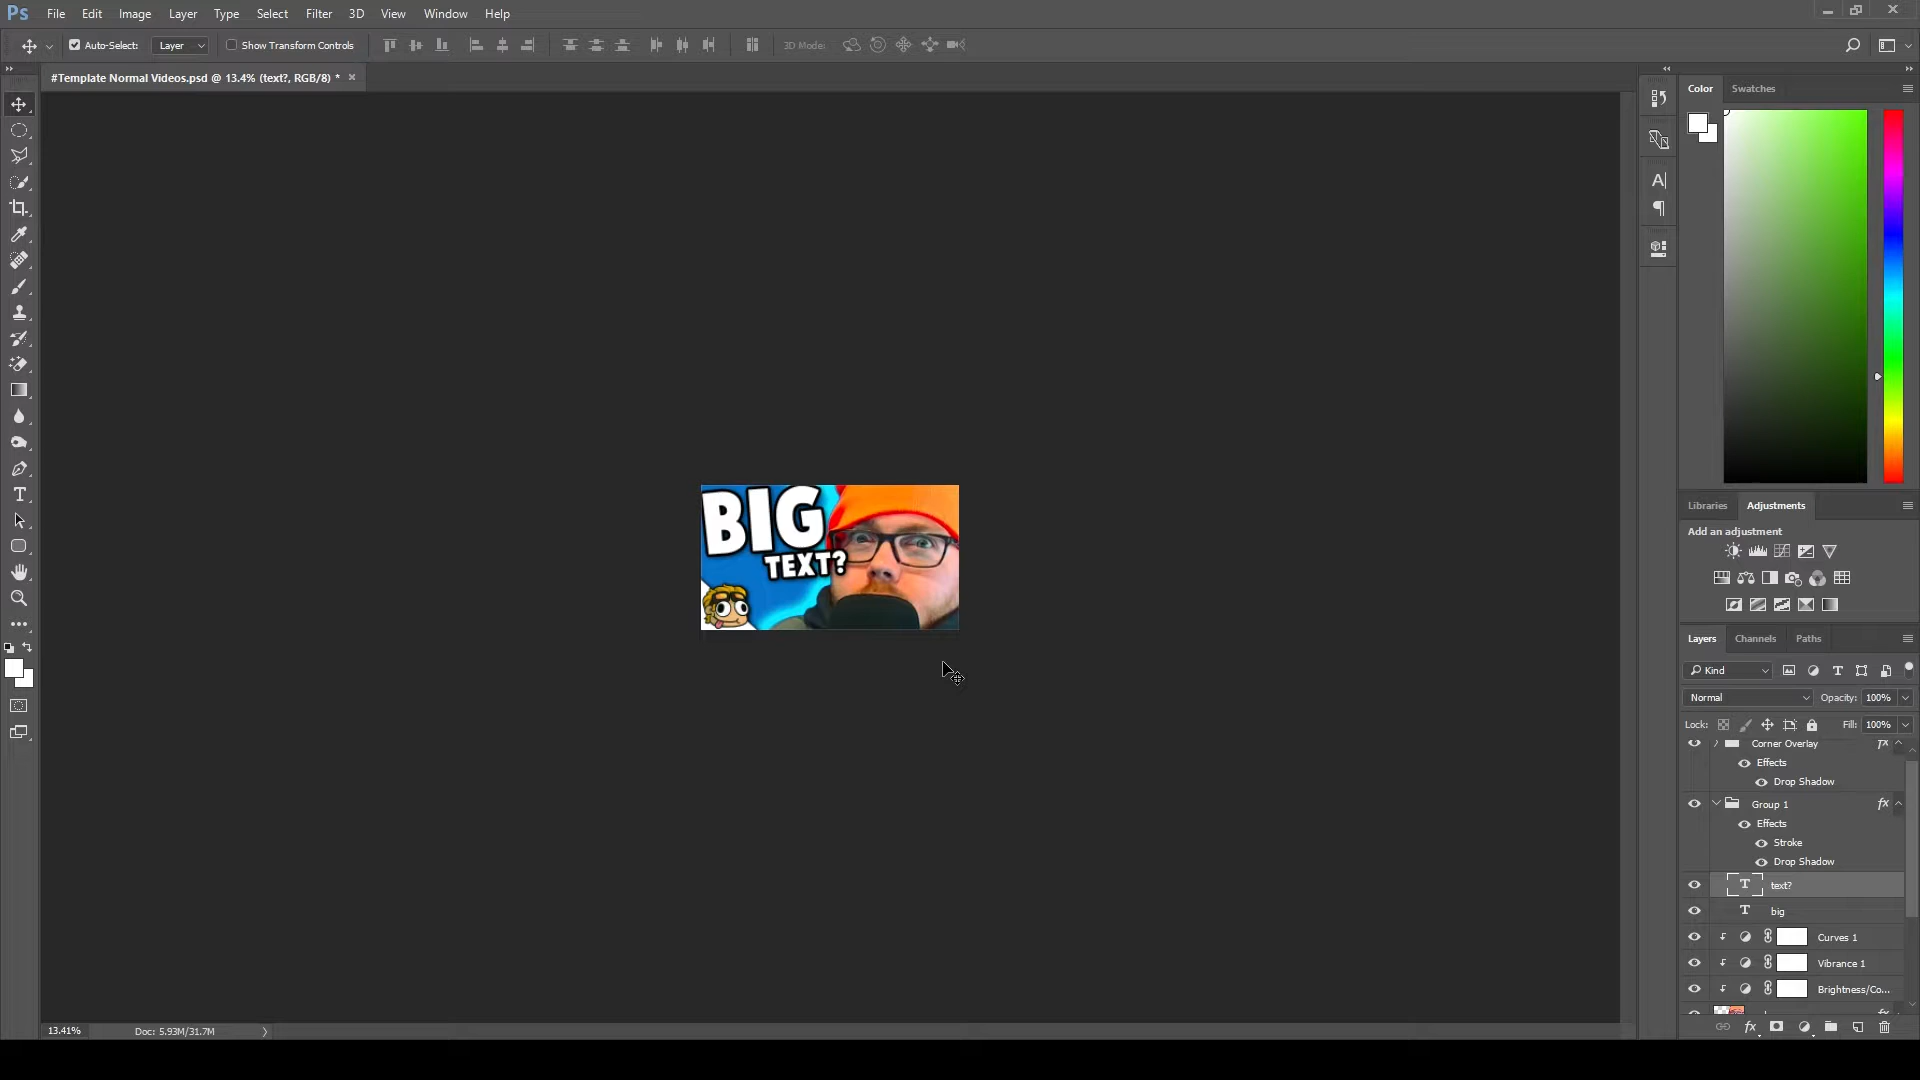 Ps File Edit Image Layer Type Select Filter 3D View Window Help
Auto-Select: Layer Show Transform Controls 3D Mode:
#Template Normal Videos.psd @ 13.4% (text?, RGB/8) *
Color Swatches
BIG
TEXT?
Libraries Adjustments
Add an adjustment
Layers Channels Paths
Kind
Normal Opacity: 100%
Lock: Fill: 100%
Corner Overlay fx
Effects
Drop Shadow
Group 1 fx
Effects
Stroke
Drop Shadow
T text?
T big
Curves 1
Vibrance 1
Brightness/Co...
13.41% Doc: 5.93M/31.7M